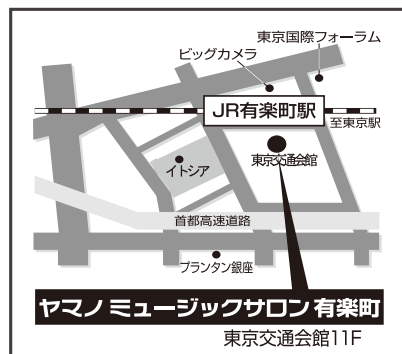 東京国際フォーラム
ビッグカメラ
JR有楽町駅
至東京駅
東京交通会館
イトシア
首都高速道路
プランタン銀座
ヤマノ ミュージックサロン 有楽町
東京交通会館11F